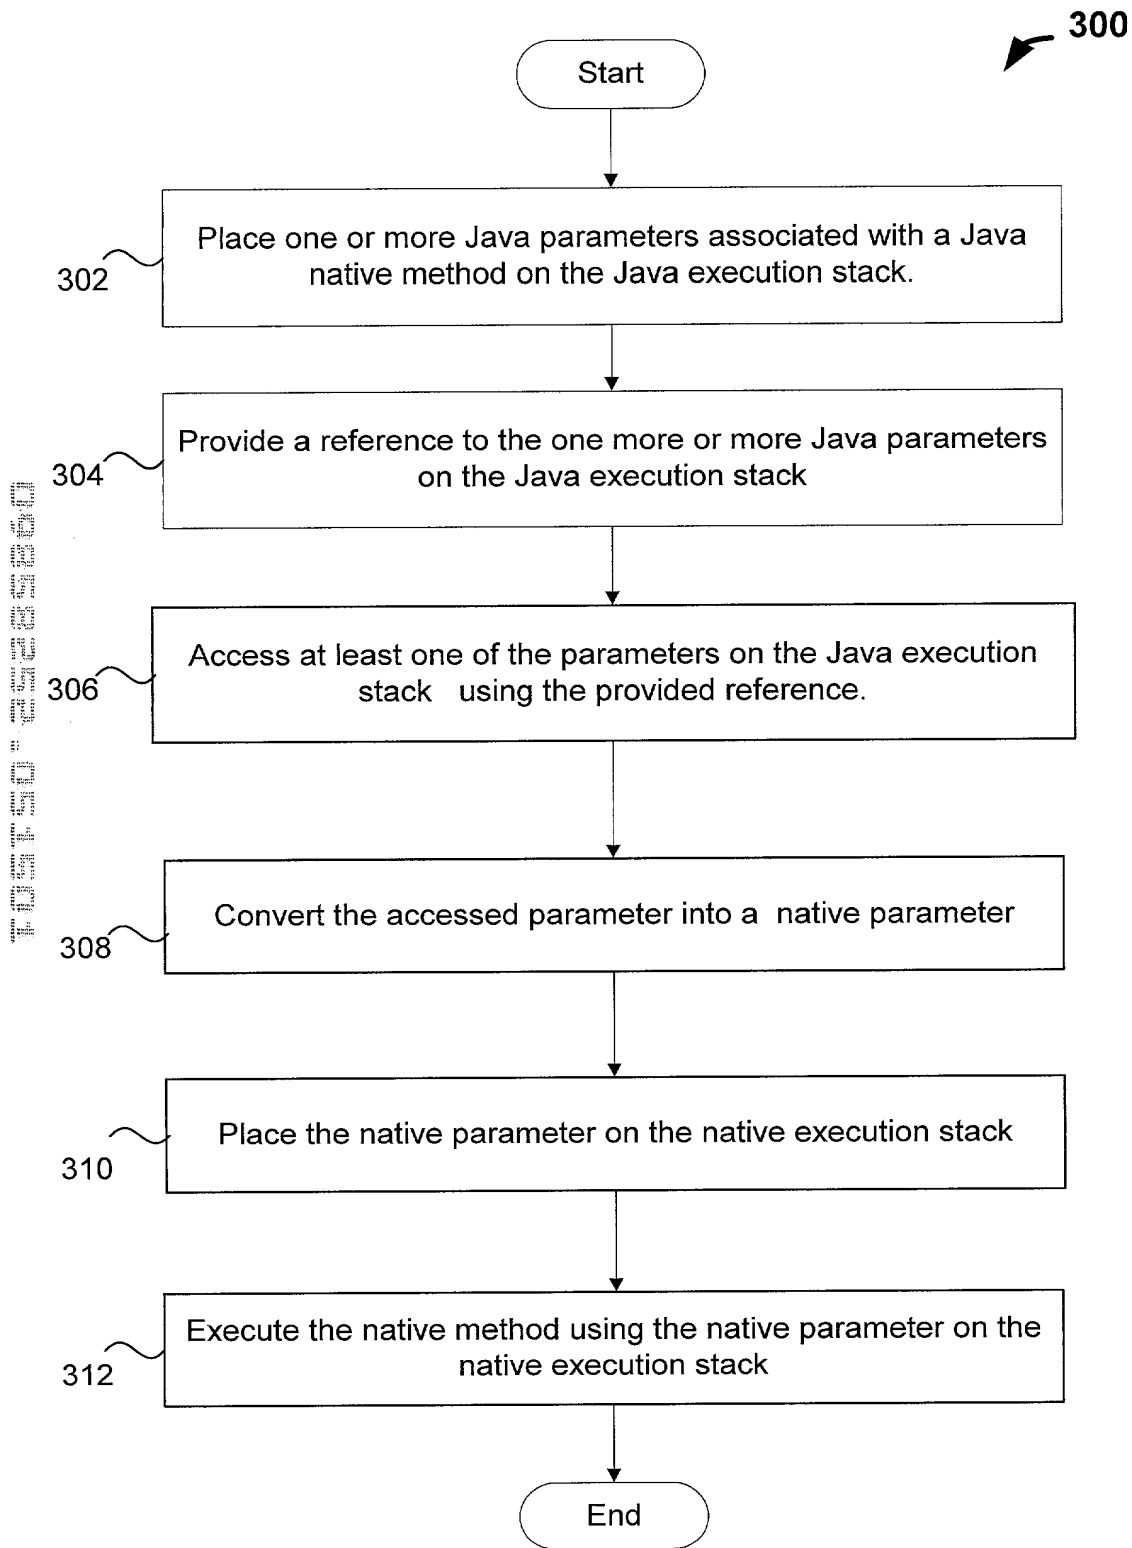 300
Start
Place one or more Java parameters associated with a Java
native method on the Java execution stack.
302
Provide a reference to the one more or more Java parameters
on the Java execution stack
304
Access at least one of the parameters on the Java execution
stack using the provided reference.
306
Convert the accessed parameter into a native parameter
308
Place the native parameter on the native execution stack
310
Execute the native method using the native parameter on the
native execution stack
312
End